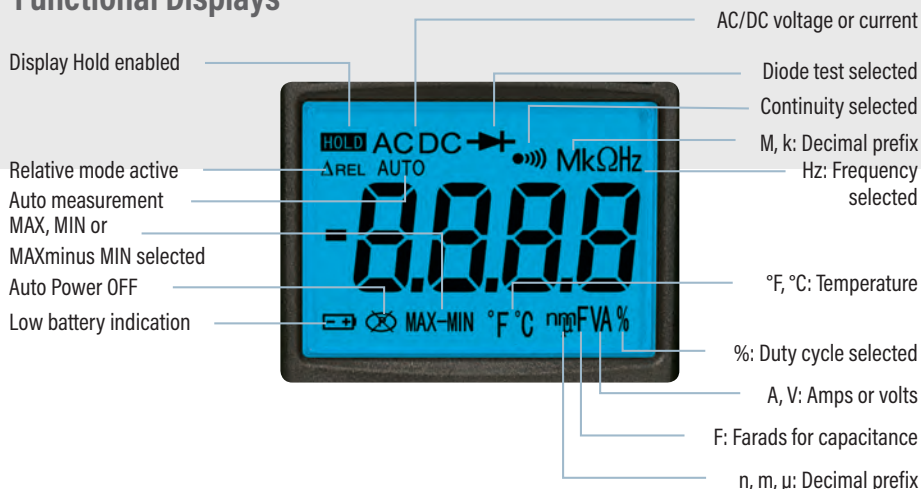 Functional Displays
AC/DC voltage or current
Display Hold enabled
Diode test selected
Continuity selected
M, k: Decimal prefix
Hz: Frequency
selected
Relative mode active
Auto measurement
MAX, MIN or
MAXminus MIN selected
Auto Power OFF
Low battery indication
HOLD AC DC
MkΩHz
ΔREL AUTO
-8.8.8.8
MAX-MIN °F °C nmµFVA %
°F, °C: Temperature
%: Duty cycle selected
A, V: Amps or volts
F: Farads for capacitance
n, m, µ: Decimal prefix